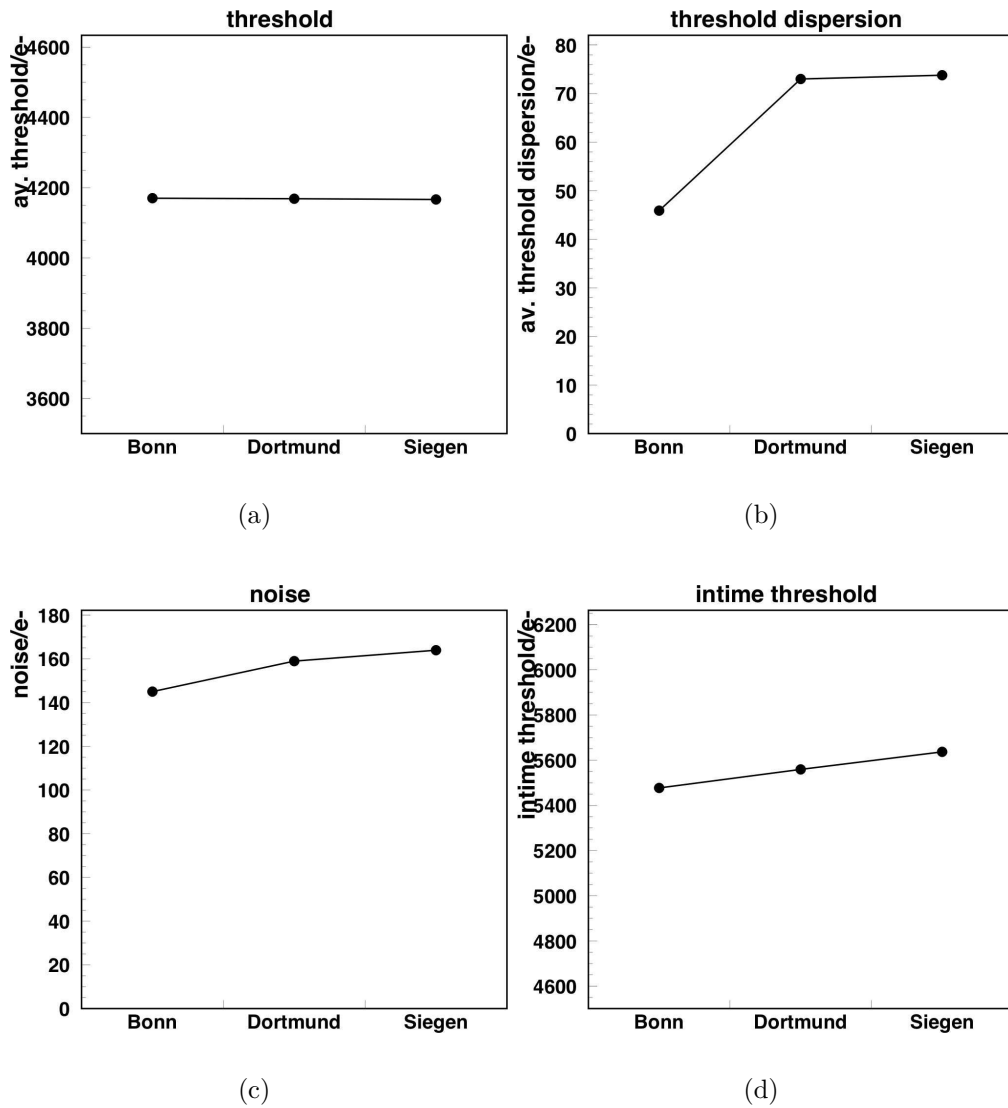 threshold
av. threshold/e-
4600
4400
4200
4000
3800
3600
Bonn Dortmund Siegen
(a)
threshold dispersion
av. threshold dispersion/e-
80
70
60
50
40
30
20
10
0
Bonn Dortmund Siegen
(b)
noise
noise/e-
180
160
140
120
100
80
60
40
20
0
Bonn Dortmund Siegen
(c)
intime threshold
intime threshold/e-
6200
6000
5800
5600
5400
5200
5000
4800
4600
Bonn Dortmund Siegen
(d)